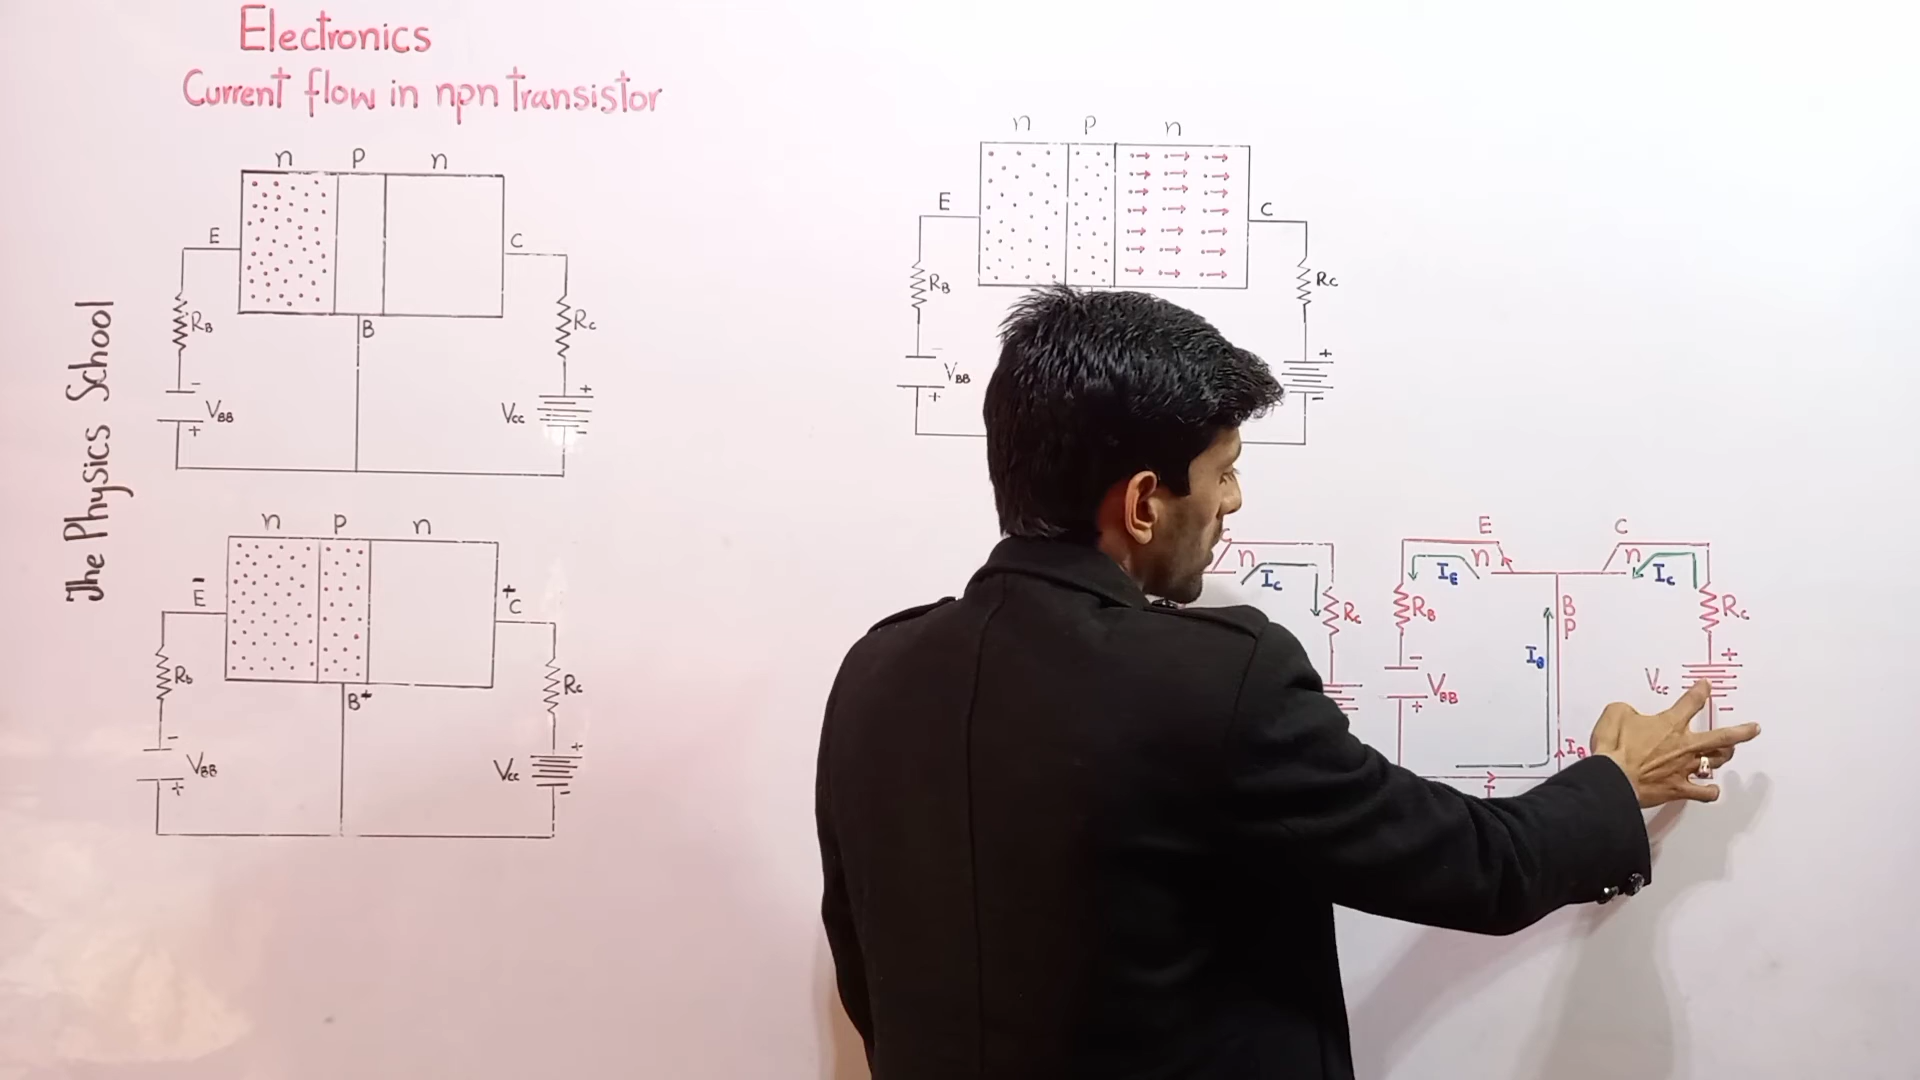 Electronics
Current flow in npn transistor
The Physics School
n P n
E
C
RB
B
Rc
-
+
VBB
Vcc
+
-
n P n
-
E
+
C
Rb
B+
Rc
-
VBB
+
Vcc
+
-
n P n
E
C
RB
Rc
-
VBB
+
+
-
C
n
Ic
Rc
E
C
n
IE
n
Ic
RB
B
P
Rc
IB
-
VBB
+
+
Vcc
-
IB